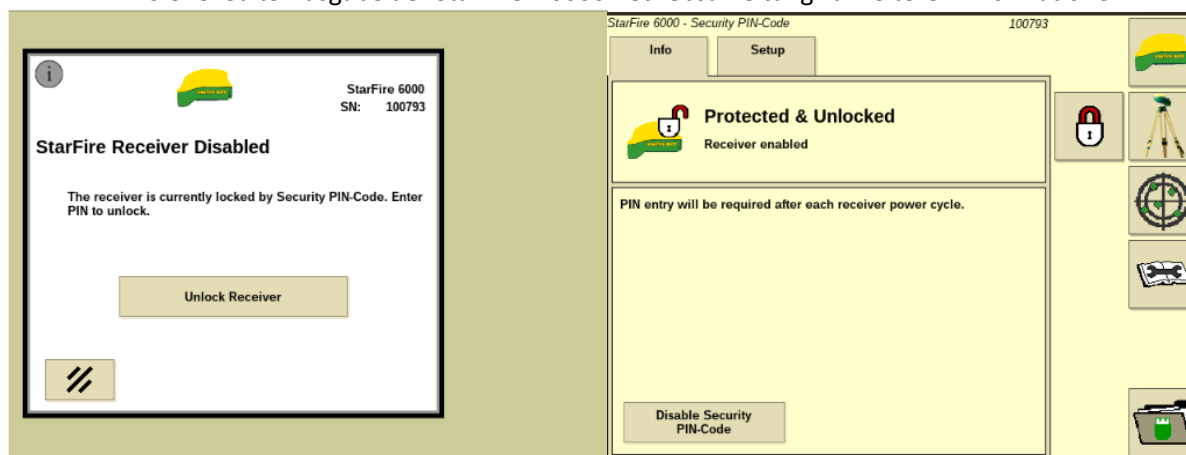 StarFire 6000
SN: 100793
StarFire Receiver Disabled
The receiver is currently locked by Security PIN-Code. Enter
PIN to unlock.
Unlock Receiver
StarFire 6000 - Security PIN-Code 100793
Info Setup
Protected & Unlocked
Receiver enabled
PIN entry will be required after each receiver power cycle.
Disable Security
PIN-Code